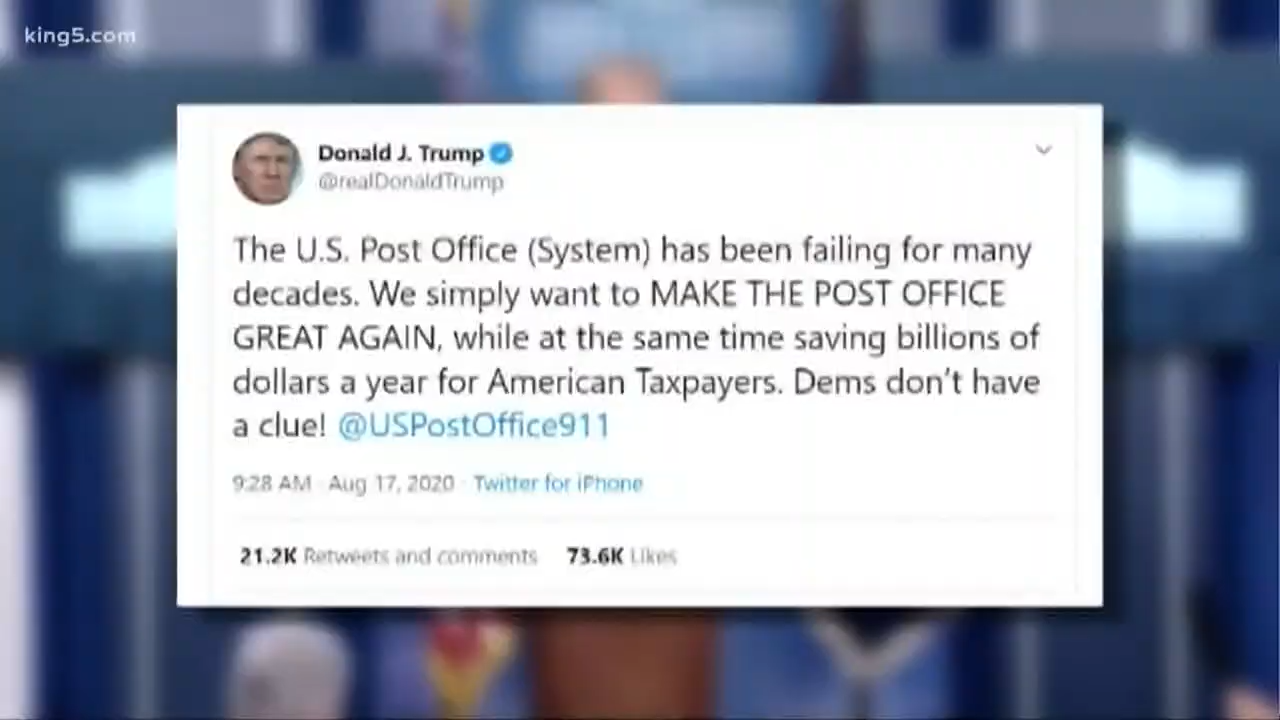 king5.com
Donald J. Trump
@realDonaldTrump
The U.S. Post Office (System) has been failing for many
decades. We simply want to MAKE THE POST OFFICE
GREAT AGAIN, while at the same time saving billions of
dollars a year for American Taxpayers. Dems don't have
a clue! @USPostOffice911
9:28 AM · Aug 17, 2020 · Twitter for iPhone
21.2K Retweets and comments 73.6K Likes